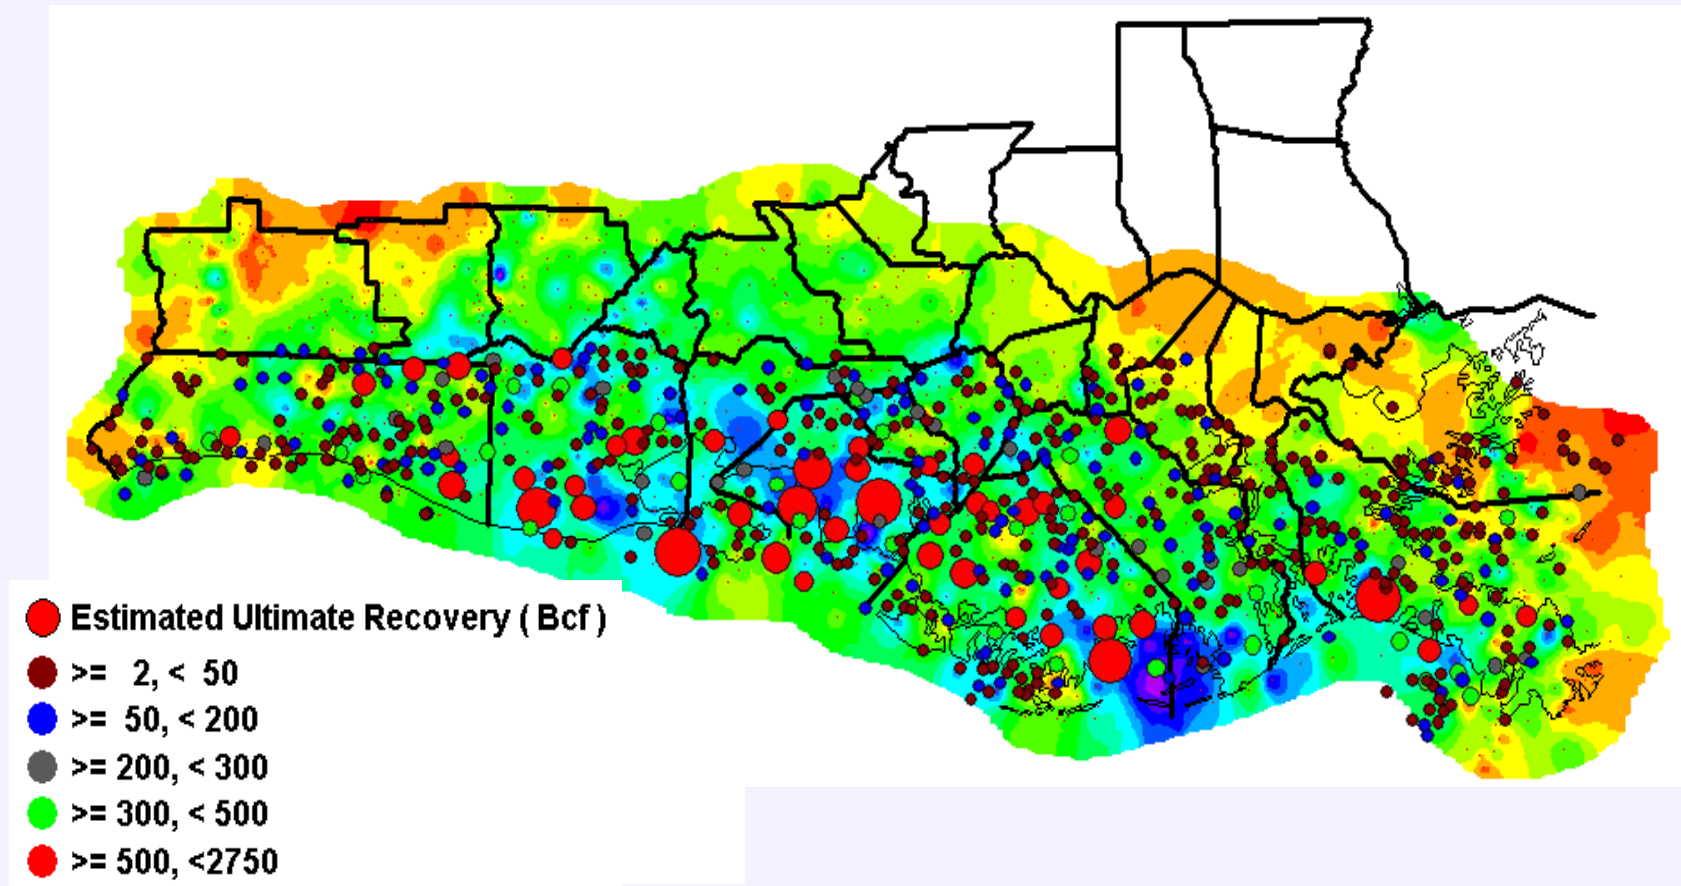 Estimated Ultimate Recovery ( Bcf )
>= 2, < 50
>= 50, < 200
>= 200, < 300
>= 300, < 500
>= 500, <2750